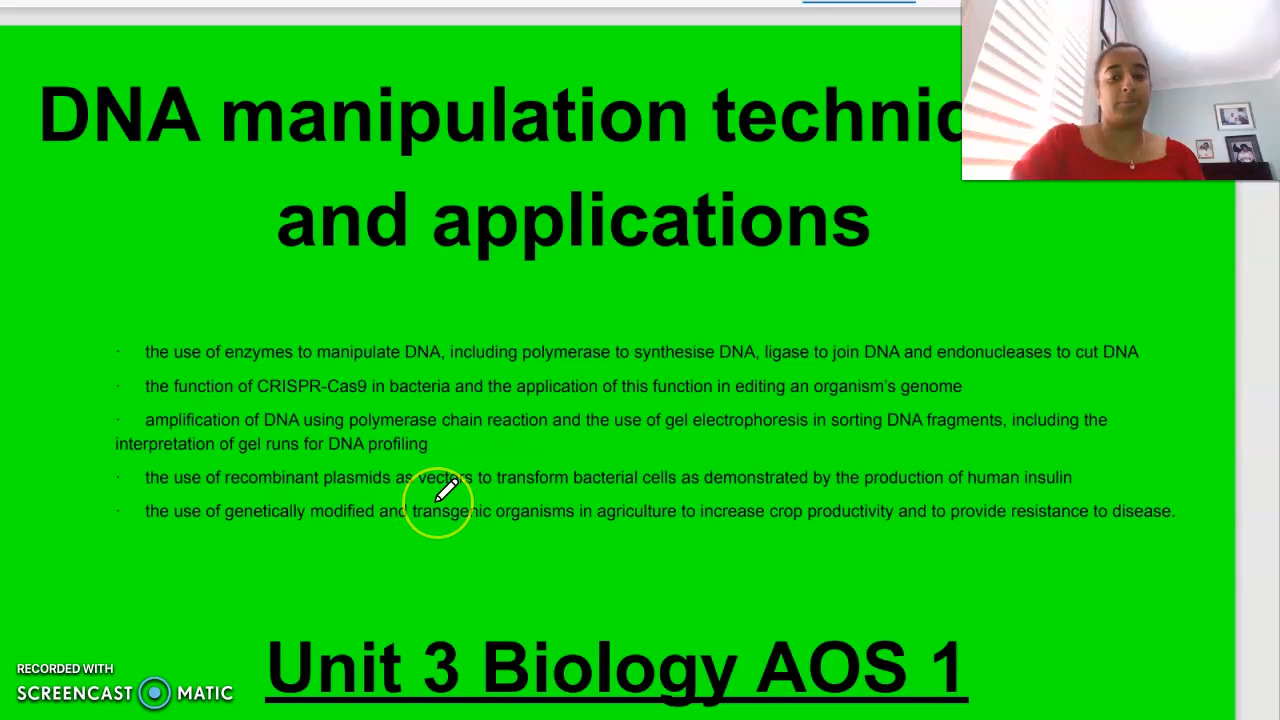 DNA manipulation technic
and applications
· the use of enzymes to manipulate DNA, including polymerase to synthesise DNA, ligase to join DNA and endonucleases to cut DNA
· the function of CRISPR-Cas9 in bacteria and the application of this function in editing an organism's genome
· amplification of DNA using polymerase chain reaction and the use of gel electrophoresis in sorting DNA fragments, including the
interpretation of gel runs for DNA profiling
· the use of recombinant plasmids as vectors to transform bacterial cells as demonstrated by the production of human insulin
· the use of genetically modified and transgenic organisms in agriculture to increase crop productivity and to provide resistance to disease.
Unit 3 Biology AOS 1
RECORDED WITH
SCREENCAST MATIC